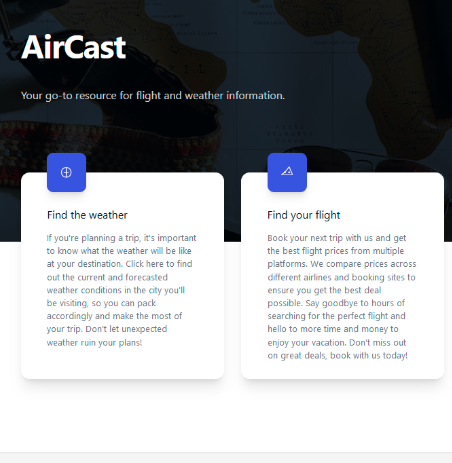 AirCast
Your go-to resource for flight and weather information.
Find the weather
If you're planning a trip, it's important
to know what the weather will be like
at your destination. Click here to find
out the current and forecasted
weather conditions in the city you'll
be visiting, so you can pack
accordingly and make the most of
your trip. Don't let unexpected
weather ruin your plans!
Find your flight
Book your next trip with us and get
the best flight prices from multiple
platforms. We compare prices across
different airlines and booking sites to
ensure you get the best deal
possible. Say goodbye to hours of
searching for the perfect flight and
hello to more time and money to
enjoy your vacation. Don't miss out
on great deals, book with us today!